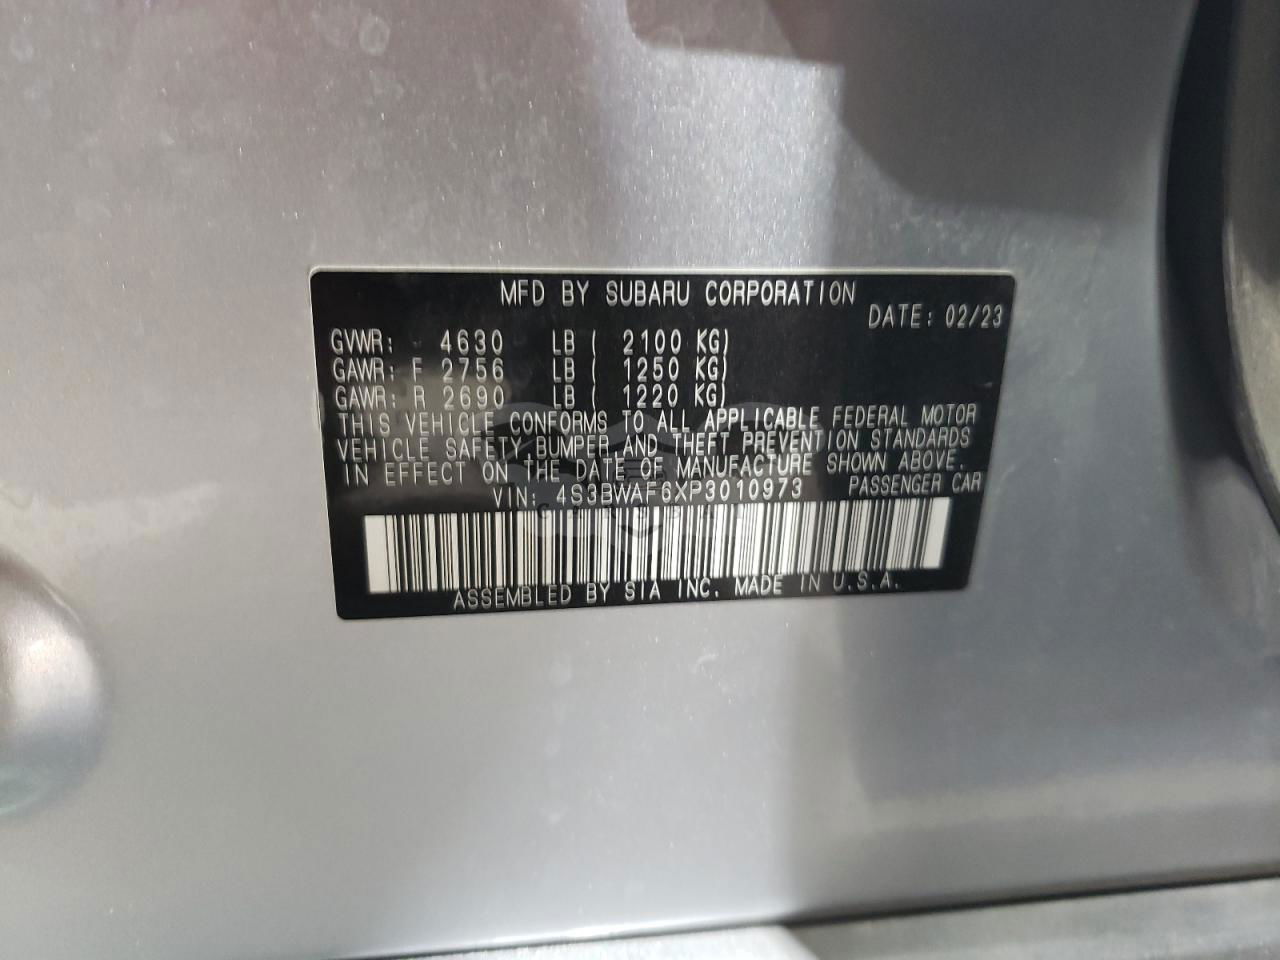 MFD BY SUBARU CORPORATION
DATE: 02/23
GVWR: 4630 LB ( 2100 KG)
GAWR: F 2756 LB ( 1250 KG)
GAWR: R 2690 LB ( 1220 KG)
THIS VEHICLE CONFORMS TO ALL APPLICABLE FEDERAL MOTOR
VEHICLE SAFETY,BUMPER,AND THEFT PREVENTION STANDARDS
IN EFFECT ON THE DATE OF MANUFACTURE SHOWN ABOVE.
VIN: 4S3BWAF6XP3010973 PASSENGER CAR
ASSEMBLED BY SIA INC. MADE IN U.S.A.